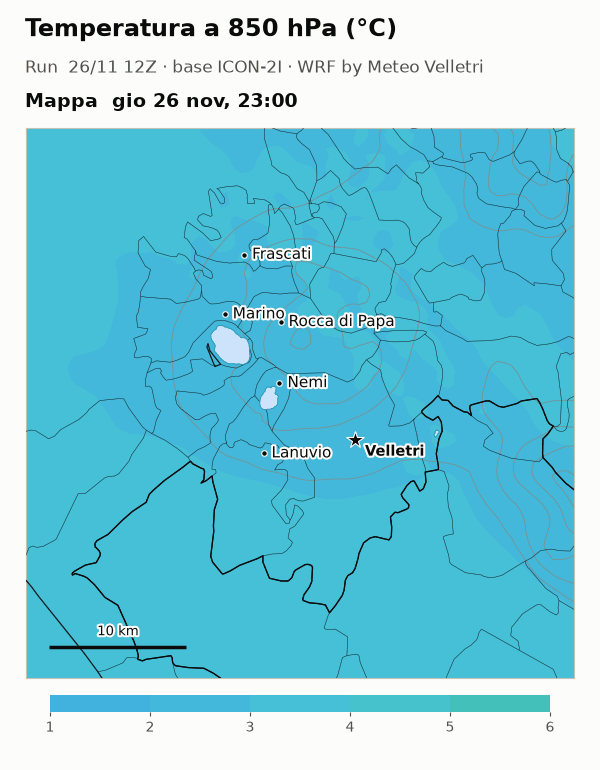 Temperatura a 850 hPa (°C)
Run  26/11 12Z · base ICON-2I · WRF by Meteo Velletri
Mappa  gio 26 nov, 23:00
Frascati
Marino
Rocca di Papa
Nemi
Velletri
Lanuvio
10 km
1 2 3 4 5 6